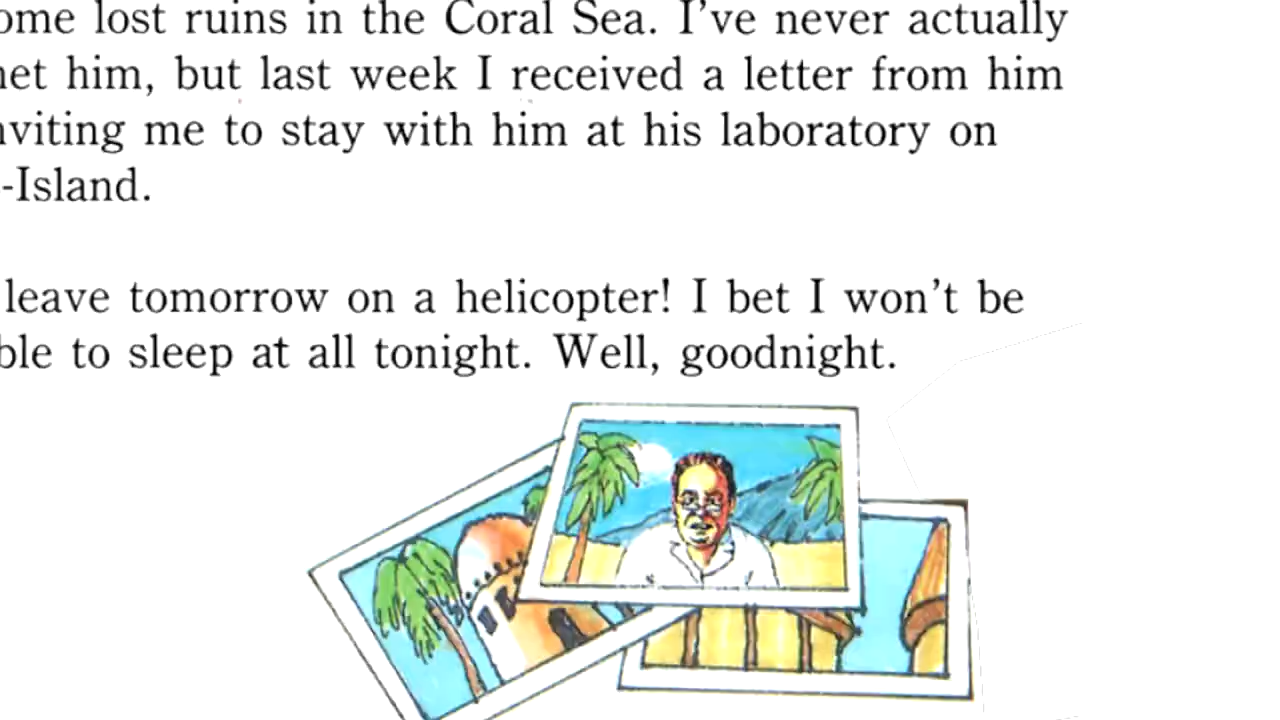 ome lost ruins in the Coral Sea. I've never actually
et him, but last week I received a letter from him
viting me to stay with him at his laboratory on
-Island.
leave tomorrow on a helicopter! I bet I won't be
ble to sleep at all tonight. Well, goodnight.